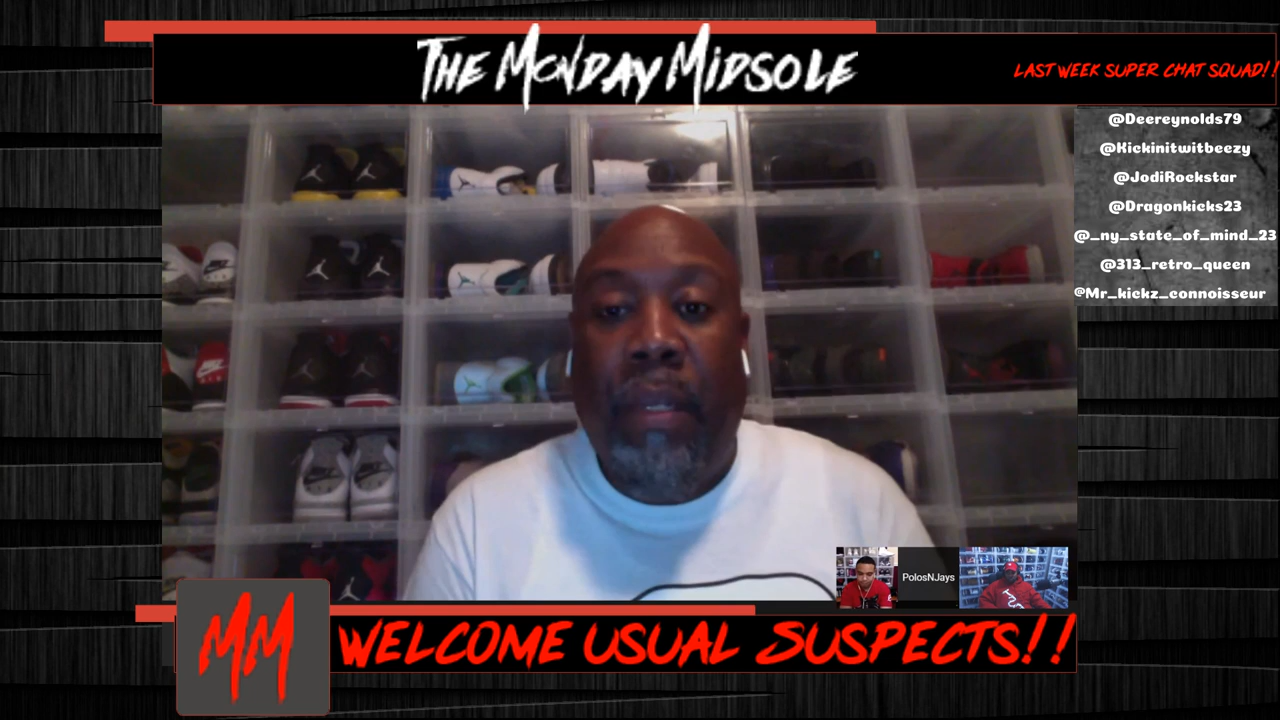 THE MONDAY MIDSOLE
LAST WEEK SUPER CHAT SQUAD!!
@Deereynolds79
@Kickinitwitbeezy
@JodiRockstar
@Dragonkicks23
@_ny_state_of_mind_23
@313_retro_queen
@Mr_kickz_connoisseur
PolosNJays
MM
WELCOME USUAL SUSPECTS!!